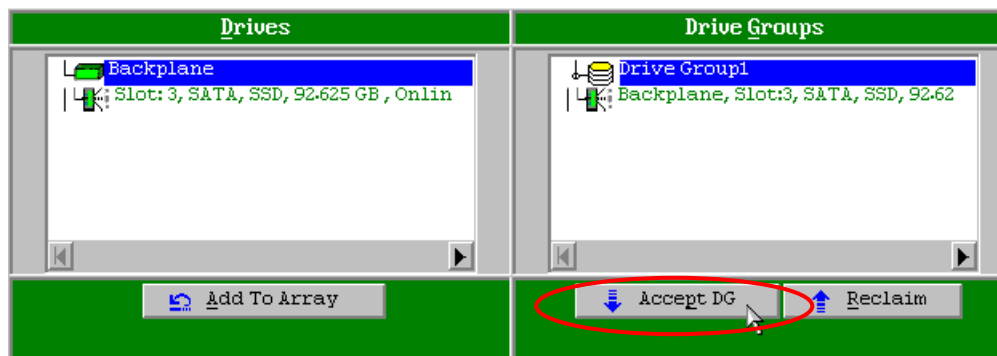 Drives
Backplane
Slot: 3, SATA, SSD, 92.625 GB , Onlin
Add To Array
Drive Groups
Drive Group1
Backplane, Slot:3, SATA, SSD, 92.62
Accept DG
Reclaim